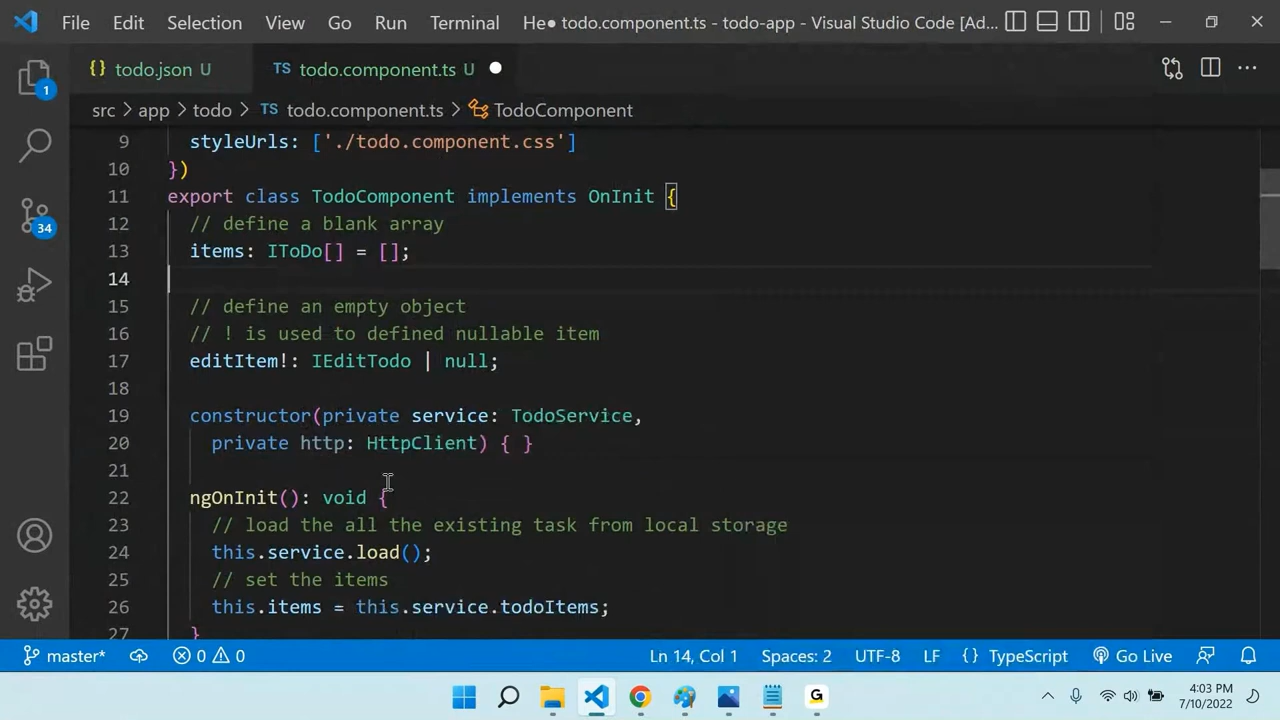 File Edit Selection View Go Run Terminal He● todo.component.ts - todo-app - Visual Studio Code [Ad...
{} todo.json U TS todo.component.ts U ●
1
src > app > todo > TS todo.component.ts > TodoComponent
9 styleUrls: ['./todo.component.css']
10 })
11 export class TodoComponent implements OnInit {
12 // define a blank array
13 items: IToDo[] = [];
14
15 // define an empty object
16 // ! is used to defined nullable item
17 editItem!: IEditTodo | null;
18
19 constructor(private service: TodoService,
20 private http: HttpClient) { }
21
22 ngOnInit(): void {
23 // load the all the existing task from local storage
24 this.service.load();
25 // set the items
26 this.items = this.service.todoItems;
27 }
34
master* 0 0 Ln 14, Col 1 Spaces: 2 UTF-8 LF {} TypeScript Go Live
G
4:03 PM
7/10/2022